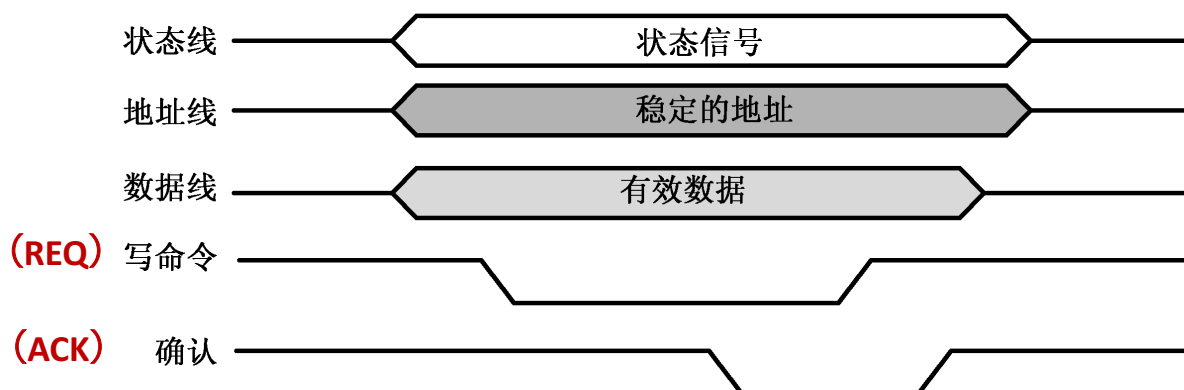 状态线 状态信号
地址线 稳定的地址
数据线 有效数据
（REQ） 写命令
（ACK） 确认